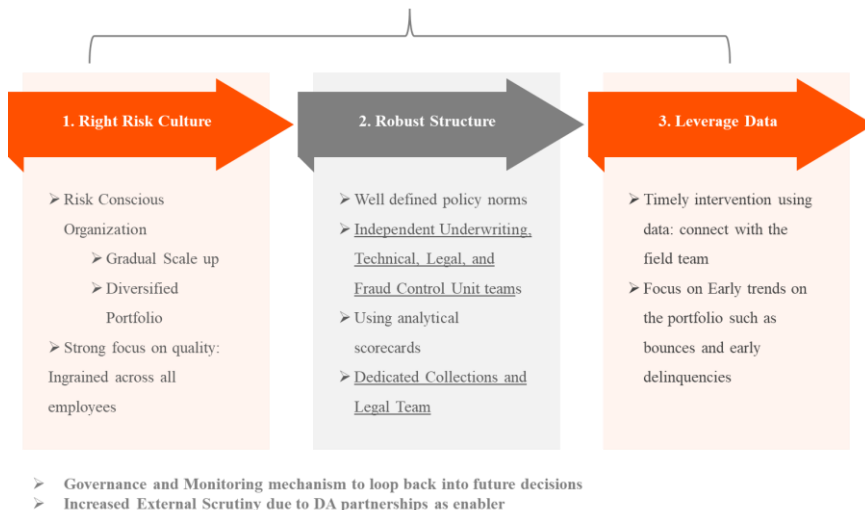 1. Right Risk Culture
➢ Risk Conscious
Organization
➢ Gradual Scale up
➢ Diversified
Portfolio
➢ Strong focus on quality:
Ingrained across all
employees
2. Robust Structure
➢ Well defined policy norms
➢ Independent Underwriting,
Technical, Legal, and
Fraud Control Unit teams
➢ Using analytical
scorecards
➢ Dedicated Collections and
Legal Team
3. Leverage Data
➢ Timely intervention using
data: connect with the
field team
➢ Focus on Early trends on
the portfolio such as
bounces and early
delinquencies
➢ Governance and Monitoring mechanism to loop back into future decisions
➢ Increased External Scrutiny due to DA partnerships as enabler